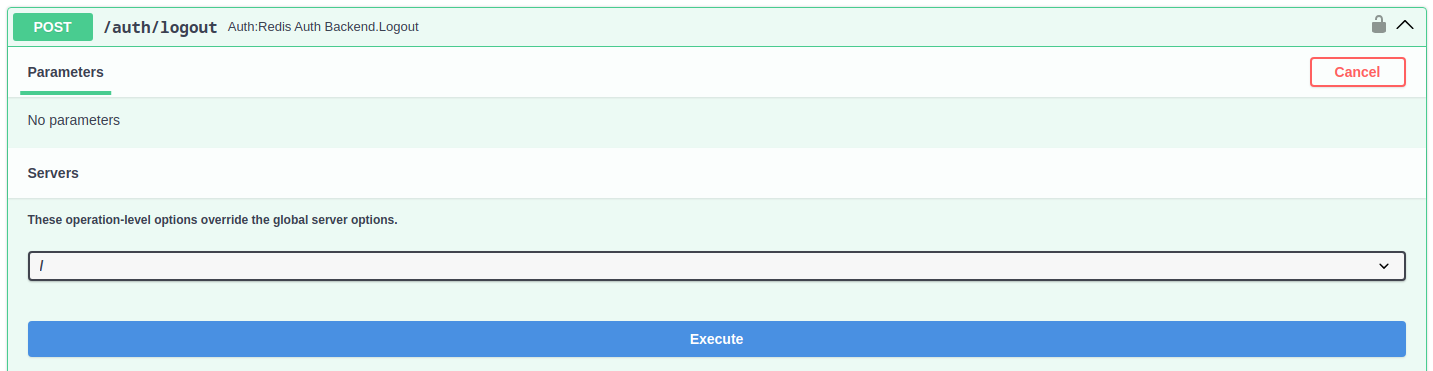 POST /auth/logout Auth:Redis Auth Backend.Logout
Parameters Cancel
No parameters
Servers
These operation-level options override the global server options.
/
Execute